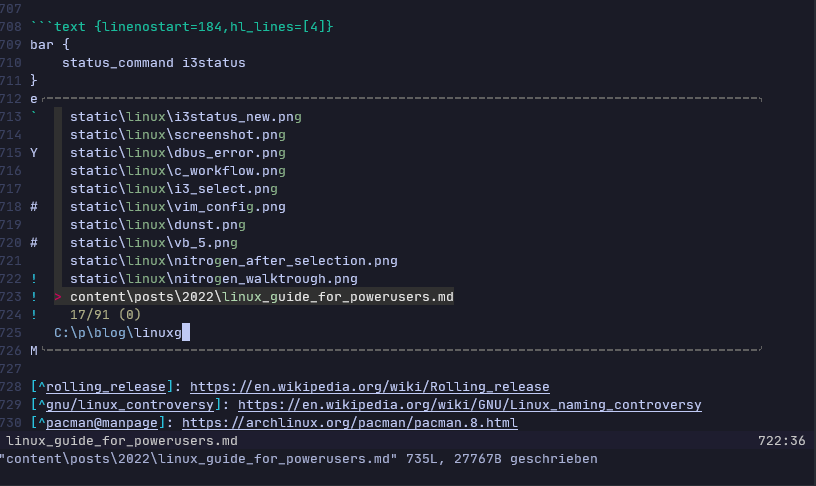 707
708 ```text {linenostart=184,hl_lines=[4]}
709 bar {
710     status_command i3status
711 }
712 e
713 `    static\linux\i3status_new.png
714      static\linux\screenshot.png
715 Y    static\linux\dbus_error.png
716      static\linux\c_workflow.png
717      static\linux\i3_select.png
718 #    static\linux\vim_config.png
719      static\linux\dunst.png
720 #    static\linux\vb_5.png
721      static\linux\nitrogen_after_selection.png
722 !    static\linux\nitrogen_walktrough.png
723 !  > content\posts\2022\linux_guide_for_powerusers.md
724 !    17/91 (0)
725    C:\p\blog\linuxg
726 M
727
728 [^rolling_release]: https://en.wikipedia.org/wiki/Rolling_release
729 [^gnu/linux_controversy]: https://en.wikipedia.org/wiki/GNU/Linux_naming_controversy
730 [^pacman@manpage]: https://archlinux.org/pacman/pacman.8.html
linux_guide_for_powerusers.md 722:36
"content\posts\2022\linux_guide_for_powerusers.md" 735L, 27767B geschrieben